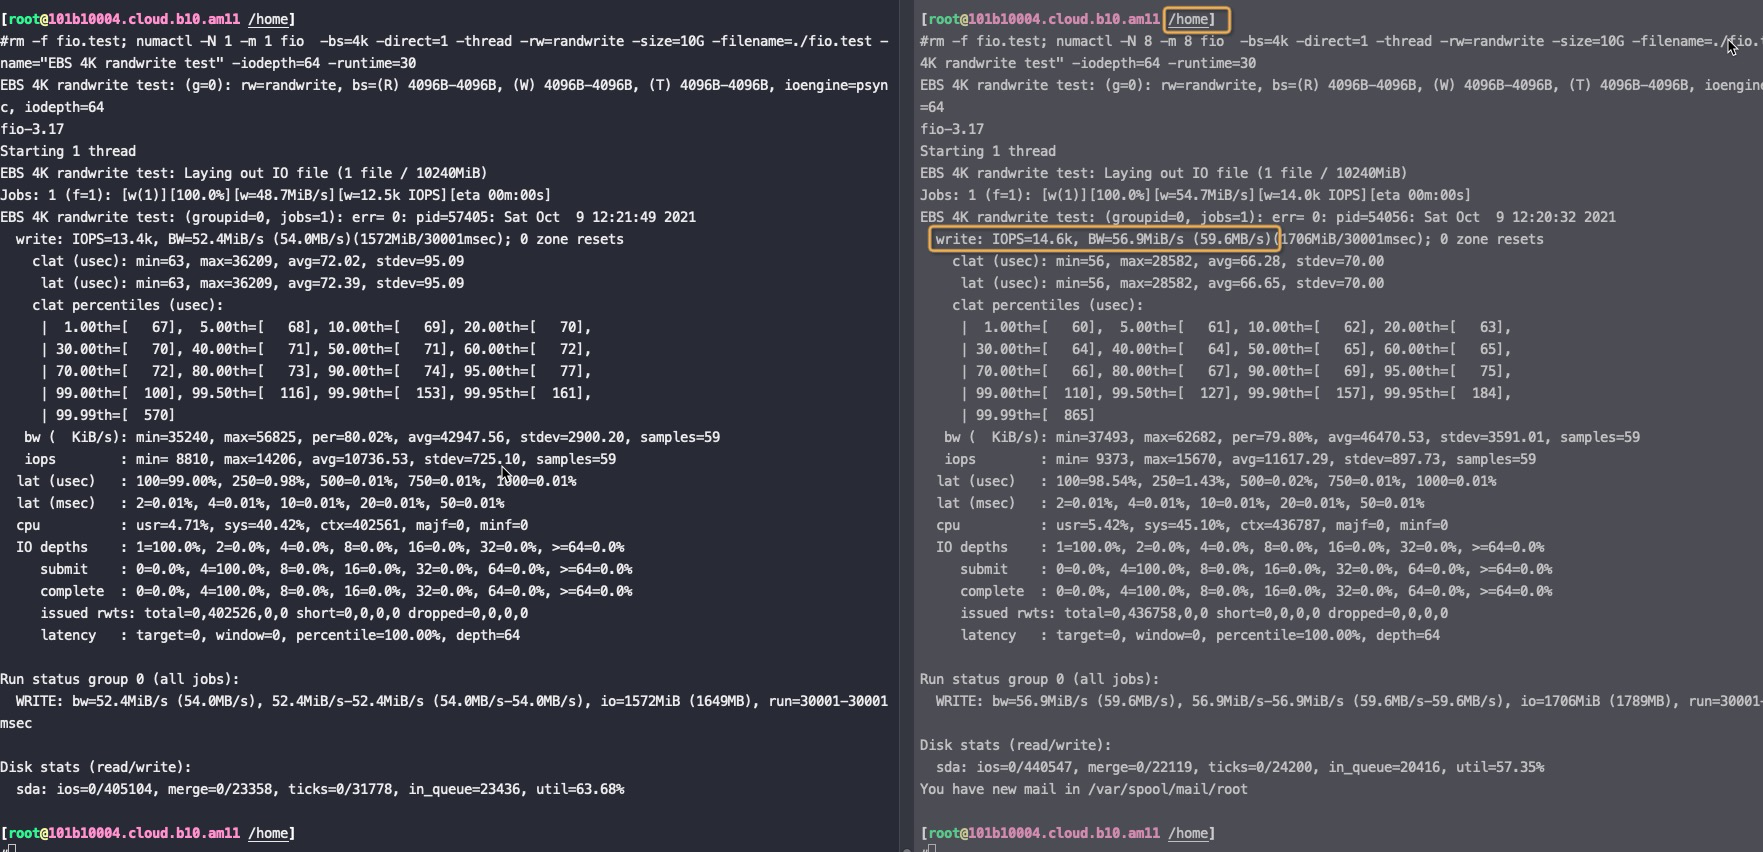 [root@101b10004.cloud.b10.am11 /home]
#rm -f fio.test; numactl -N 1 -m 1 fio  -bs=4k -direct=1 -thread -rw=randwrite -size=10G -filename=./fio.test -
name="EBS 4K randwrite test" -iodepth=64 -runtime=30
EBS 4K randwrite test: (g=0): rw=randwrite, bs=(R) 4096B-4096B, (W) 4096B-4096B, (T) 4096B-4096B, ioengine=psyn
c, iodepth=64
fio-3.17
Starting 1 thread
EBS 4K randwrite test: Laying out IO file (1 file / 10240MiB)
Jobs: 1 (f=1): [w(1)][100.0%][w=48.7MiB/s][w=12.5k IOPS][eta 00m:00s]
EBS 4K randwrite test: (groupid=0, jobs=1): err= 0: pid=57405: Sat Oct  9 12:21:49 2021
  write: IOPS=13.4k, BW=52.4MiB/s (54.0MB/s)(1572MiB/30001msec); 0 zone resets
    clat (usec): min=63, max=36209, avg=72.02, stdev=95.09
     lat (usec): min=63, max=36209, avg=72.39, stdev=95.09
    clat percentiles (usec):
     |  1.00th=[   67],  5.00th=[   68], 10.00th=[   69], 20.00th=[   70],
     | 30.00th=[   70], 40.00th=[   71], 50.00th=[   71], 60.00th=[   72],
     | 70.00th=[   72], 80.00th=[   73], 90.00th=[   74], 95.00th=[   77],
     | 99.00th=[  100], 99.50th=[  116], 99.90th=[  153], 99.95th=[  161],
     | 99.99th=[  570]
   bw (  KiB/s): min=35240, max=56825, per=80.02%, avg=42947.56, stdev=2900.20, samples=59
   iops        : min= 8810, max=14206, avg=10736.53, stdev=725.10, samples=59
  lat (usec)   : 100=99.00%, 250=0.98%, 500=0.01%, 750=0.01%, 1000=0.01%
  lat (msec)   : 2=0.01%, 4=0.01%, 10=0.01%, 20=0.01%, 50=0.01%
  cpu          : usr=4.71%, sys=40.42%, ctx=402561, majf=0, minf=0
  IO depths    : 1=100.0%, 2=0.0%, 4=0.0%, 8=0.0%, 16=0.0%, 32=0.0%, >=64=0.0%
     submit    : 0=0.0%, 4=100.0%, 8=0.0%, 16=0.0%, 32=0.0%, 64=0.0%, >=64=0.0%
     complete  : 0=0.0%, 4=100.0%, 8=0.0%, 16=0.0%, 32=0.0%, 64=0.0%, >=64=0.0%
     issued rwts: total=0,402526,0,0 short=0,0,0,0 dropped=0,0,0,0
     latency   : target=0, window=0, percentile=100.00%, depth=64
Run status group 0 (all jobs):
  WRITE: bw=52.4MiB/s (54.0MB/s), 52.4MiB/s-52.4MiB/s (54.0MB/s-54.0MB/s), io=1572MiB (1649MB), run=30001-30001
msec
Disk stats (read/write):
  sda: ios=0/405104, merge=0/23358, ticks=0/31778, in_queue=23436, util=63.68%
[root@101b10004.cloud.b10.am11 /home]
#
[root@101b10004.cloud.b10.am11 /home]
#rm -f fio.test; numactl -N 8 -m 8 fio  -bs=4k -direct=1 -thread -rw=randwrite -size=10G -filename=./fio.t
4K randwrite test" -iodepth=64 -runtime=30
EBS 4K randwrite test: (g=0): rw=randwrite, bs=(R) 4096B-4096B, (W) 4096B-4096B, (T) 4096B-4096B, ioengine
=64
fio-3.17
Starting 1 thread
EBS 4K randwrite test: Laying out IO file (1 file / 10240MiB)
Jobs: 1 (f=1): [w(1)][100.0%][w=54.7MiB/s][w=14.0k IOPS][eta 00m:00s]
EBS 4K randwrite test: (groupid=0, jobs=1): err= 0: pid=54056: Sat Oct  9 12:20:32 2021
  write: IOPS=14.6k, BW=56.9MiB/s (59.6MB/s)(1706MiB/30001msec); 0 zone resets
    clat (usec): min=56, max=28582, avg=66.28, stdev=70.00
     lat (usec): min=56, max=28582, avg=66.65, stdev=70.00
    clat percentiles (usec):
     |  1.00th=[   60],  5.00th=[   61], 10.00th=[   62], 20.00th=[   63],
     | 30.00th=[   64], 40.00th=[   64], 50.00th=[   65], 60.00th=[   65],
     | 70.00th=[   66], 80.00th=[   67], 90.00th=[   69], 95.00th=[   75],
     | 99.00th=[  110], 99.50th=[  127], 99.90th=[  157], 99.95th=[  184],
     | 99.99th=[  865]
   bw (  KiB/s): min=37493, max=62682, per=79.80%, avg=46470.53, stdev=3591.01, samples=59
   iops        : min= 9373, max=15670, avg=11617.29, stdev=897.73, samples=59
  lat (usec)   : 100=98.54%, 250=1.43%, 500=0.02%, 750=0.01%, 1000=0.01%
  lat (msec)   : 2=0.01%, 4=0.01%, 10=0.01%, 20=0.01%, 50=0.01%
  cpu          : usr=5.42%, sys=45.10%, ctx=436787, majf=0, minf=0
  IO depths    : 1=100.0%, 2=0.0%, 4=0.0%, 8=0.0%, 16=0.0%, 32=0.0%, >=64=0.0%
     submit    : 0=0.0%, 4=100.0%, 8=0.0%, 16=0.0%, 32=0.0%, 64=0.0%, >=64=0.0%
     complete  : 0=0.0%, 4=100.0%, 8=0.0%, 16=0.0%, 32=0.0%, 64=0.0%, >=64=0.0%
     issued rwts: total=0,436758,0,0 short=0,0,0,0 dropped=0,0,0,0
     latency   : target=0, window=0, percentile=100.00%, depth=64
Run status group 0 (all jobs):
  WRITE: bw=56.9MiB/s (59.6MB/s), 56.9MiB/s-56.9MiB/s (59.6MB/s-59.6MB/s), io=1706MiB (1789MB), run=30001-
Disk stats (read/write):
  sda: ios=0/440547, merge=0/22119, ticks=0/24200, in_queue=20416, util=57.35%
You have new mail in /var/spool/mail/root
[root@101b10004.cloud.b10.am11 /home]
#